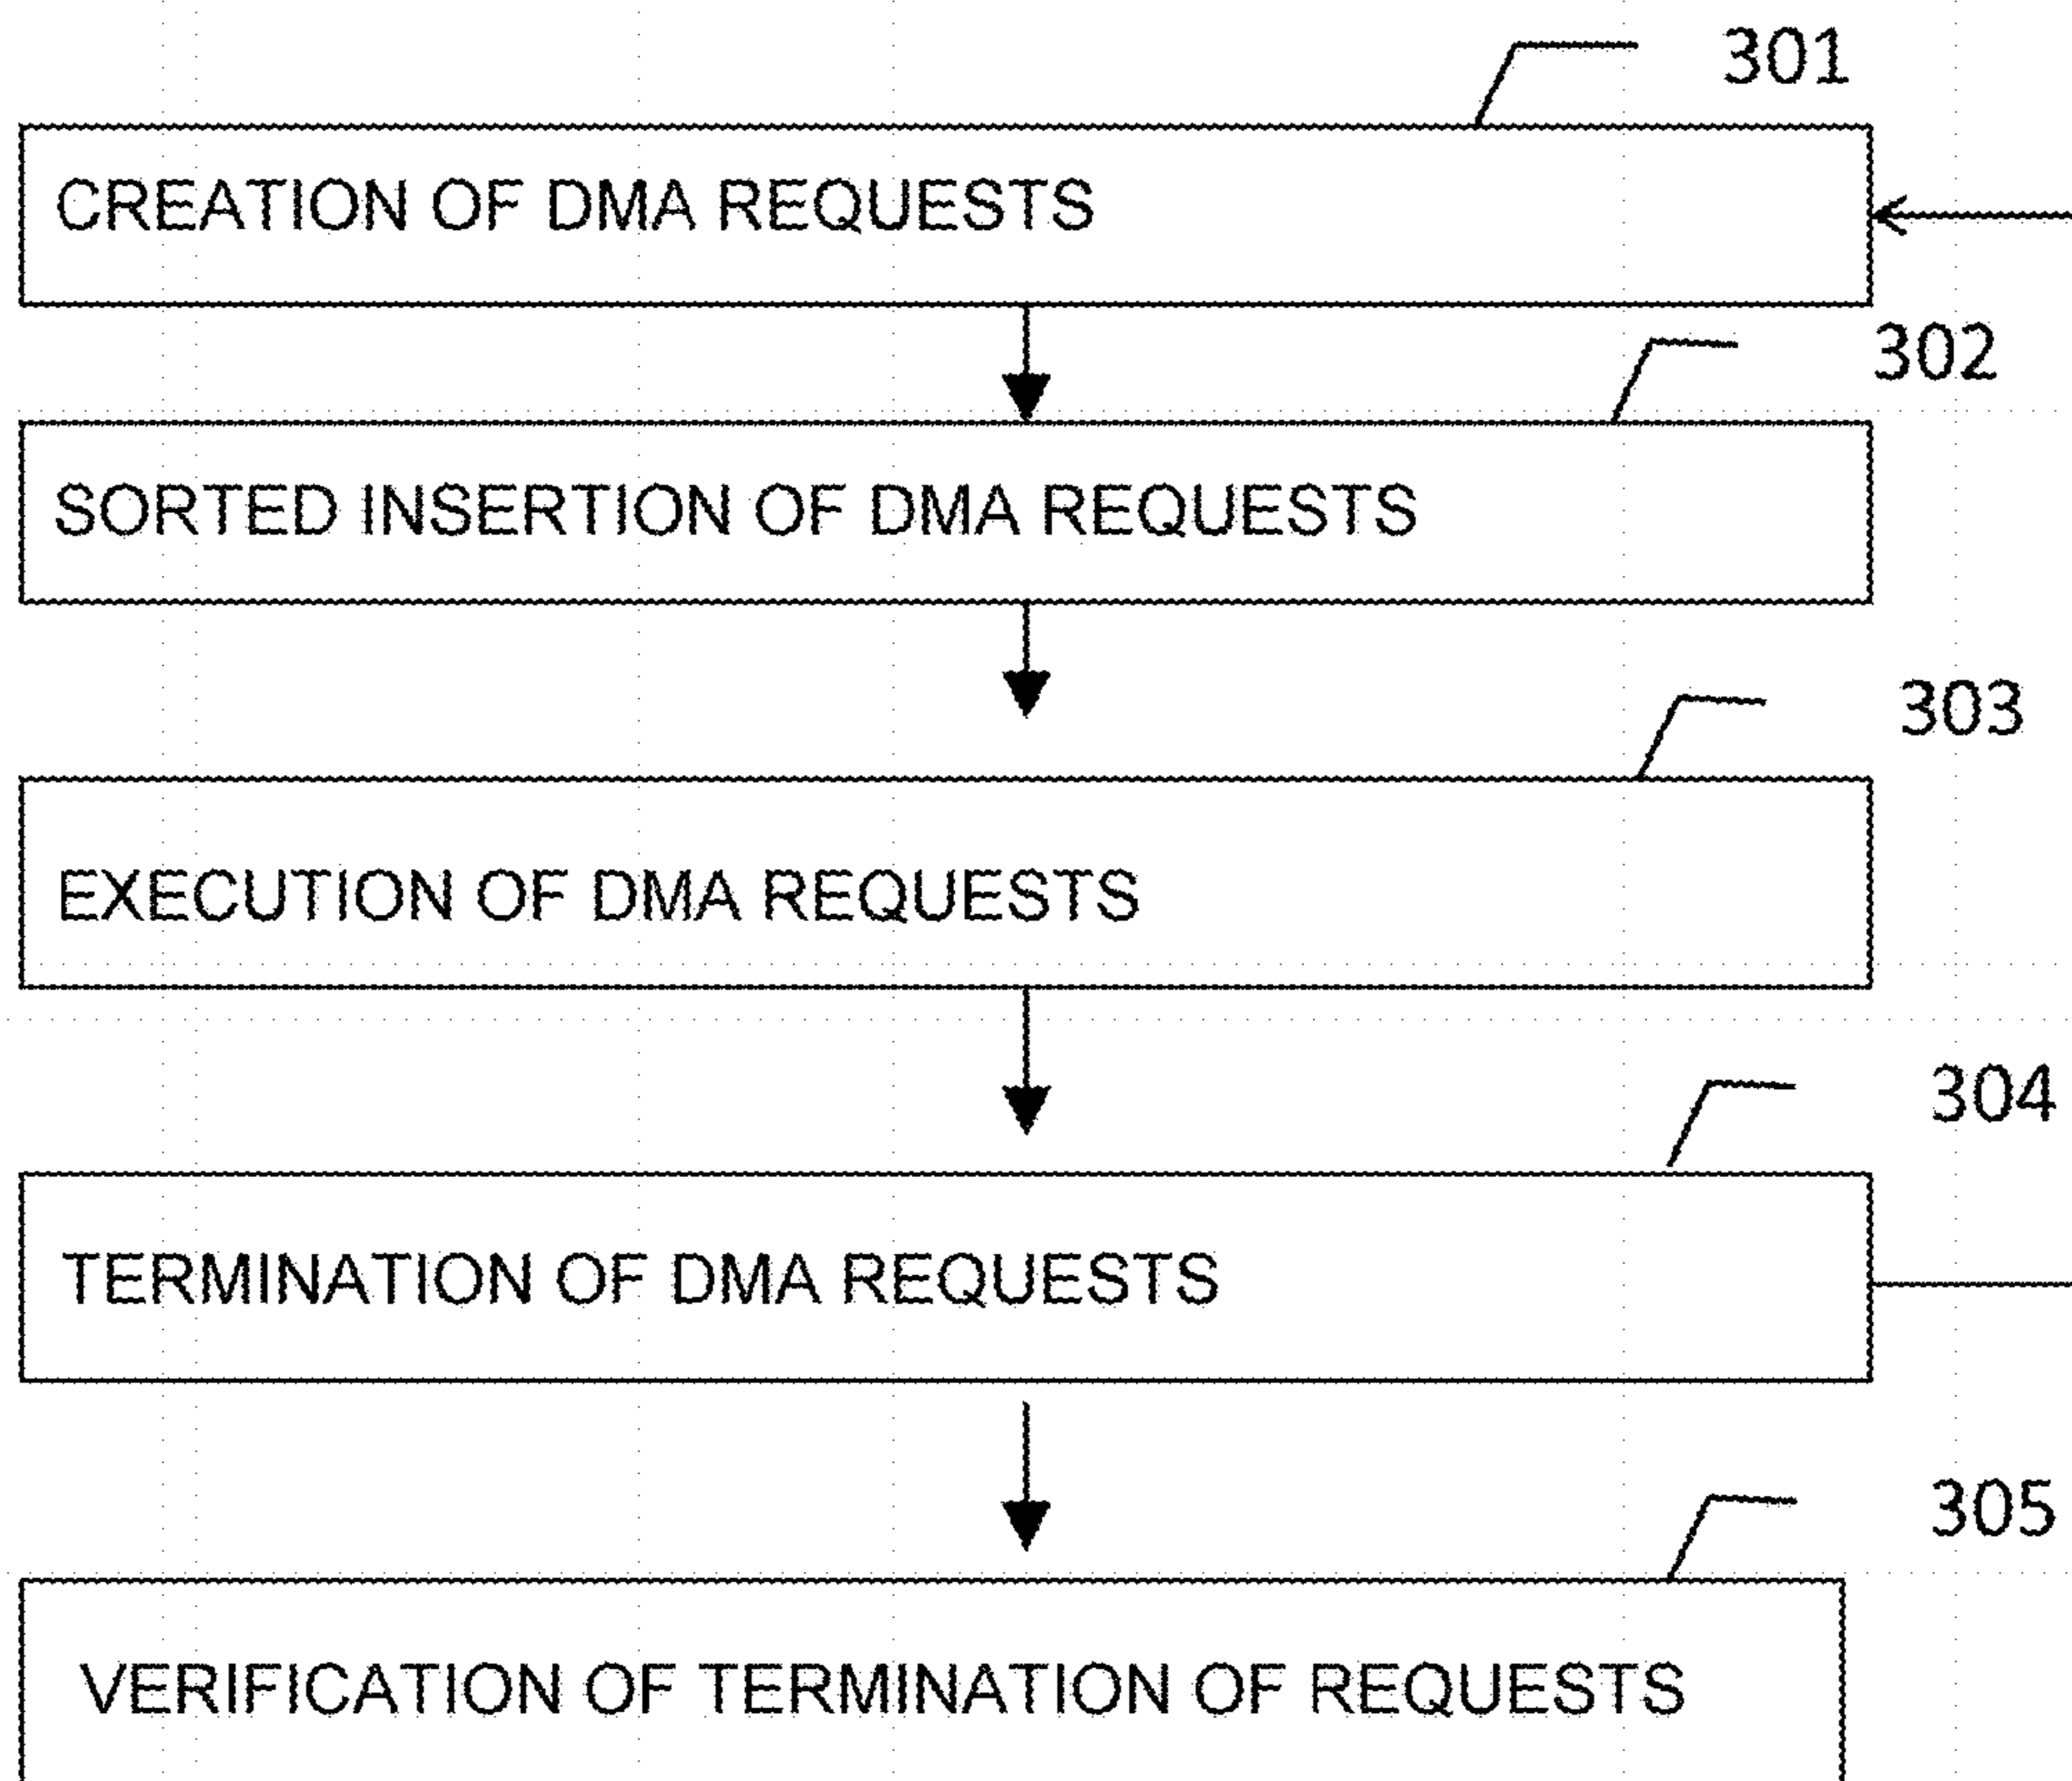 301
CREATION OF DMA REQUESTS
302
SORTED INSERTION OF DMA REQUESTS
303
EXECUTION OF DMA REQUESTS
304
TERMINATION OF DMA REQUESTS
305
VERIFICATION OF TERMINATION OF REQUESTS